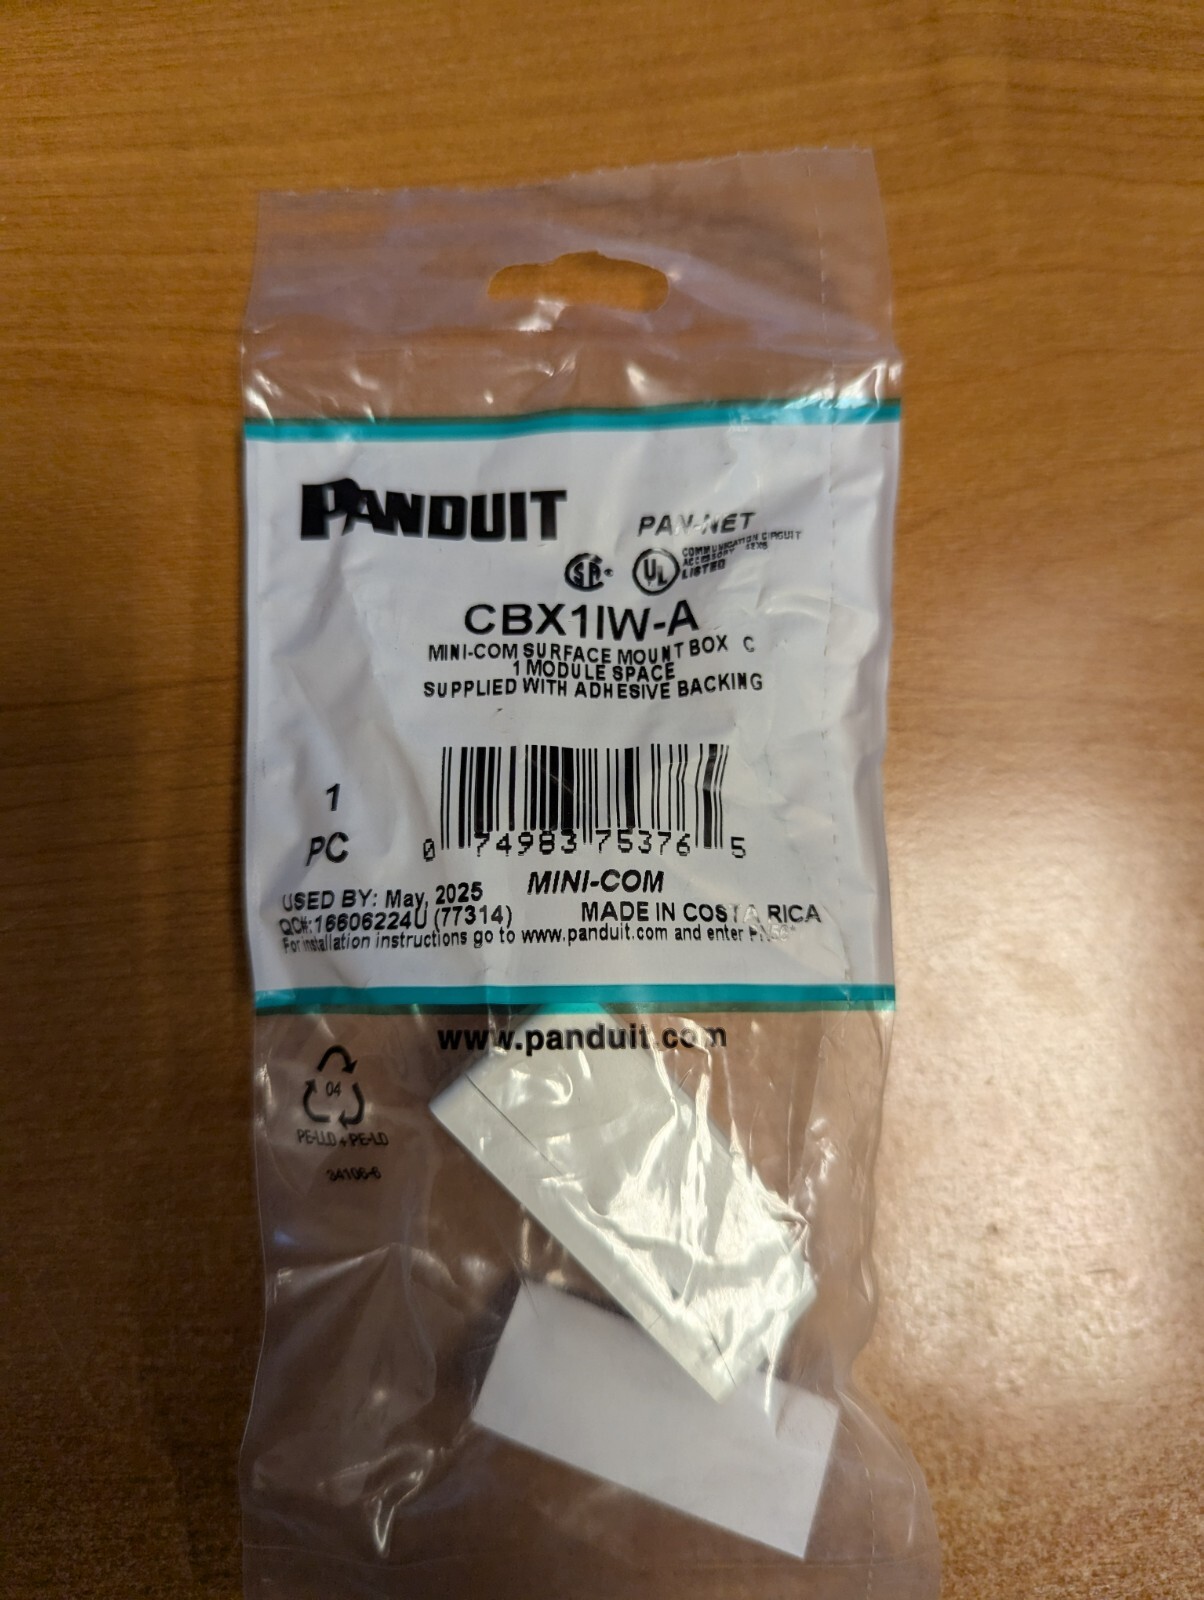 PANDUIT
PAN-NET
SA®
UL
COMMUNICATION CIRCUIT
ACCESSORY
LISTED
CBX1IW-A
MINI-COM SURFACE MOUNT BOX C
1 MODULE SPACE
SUPPLIED WITH ADHESIVE BACKING
1
PC
0 74983 75376 5
MINI-COM
USED BY: May, 2025
MADE IN COSTA RICA
QC#:16606224U (77314)
For installation instructions go to www.panduit.com and enter
www.panduit.com
04
PE-LLD + PE-LD
34106-6